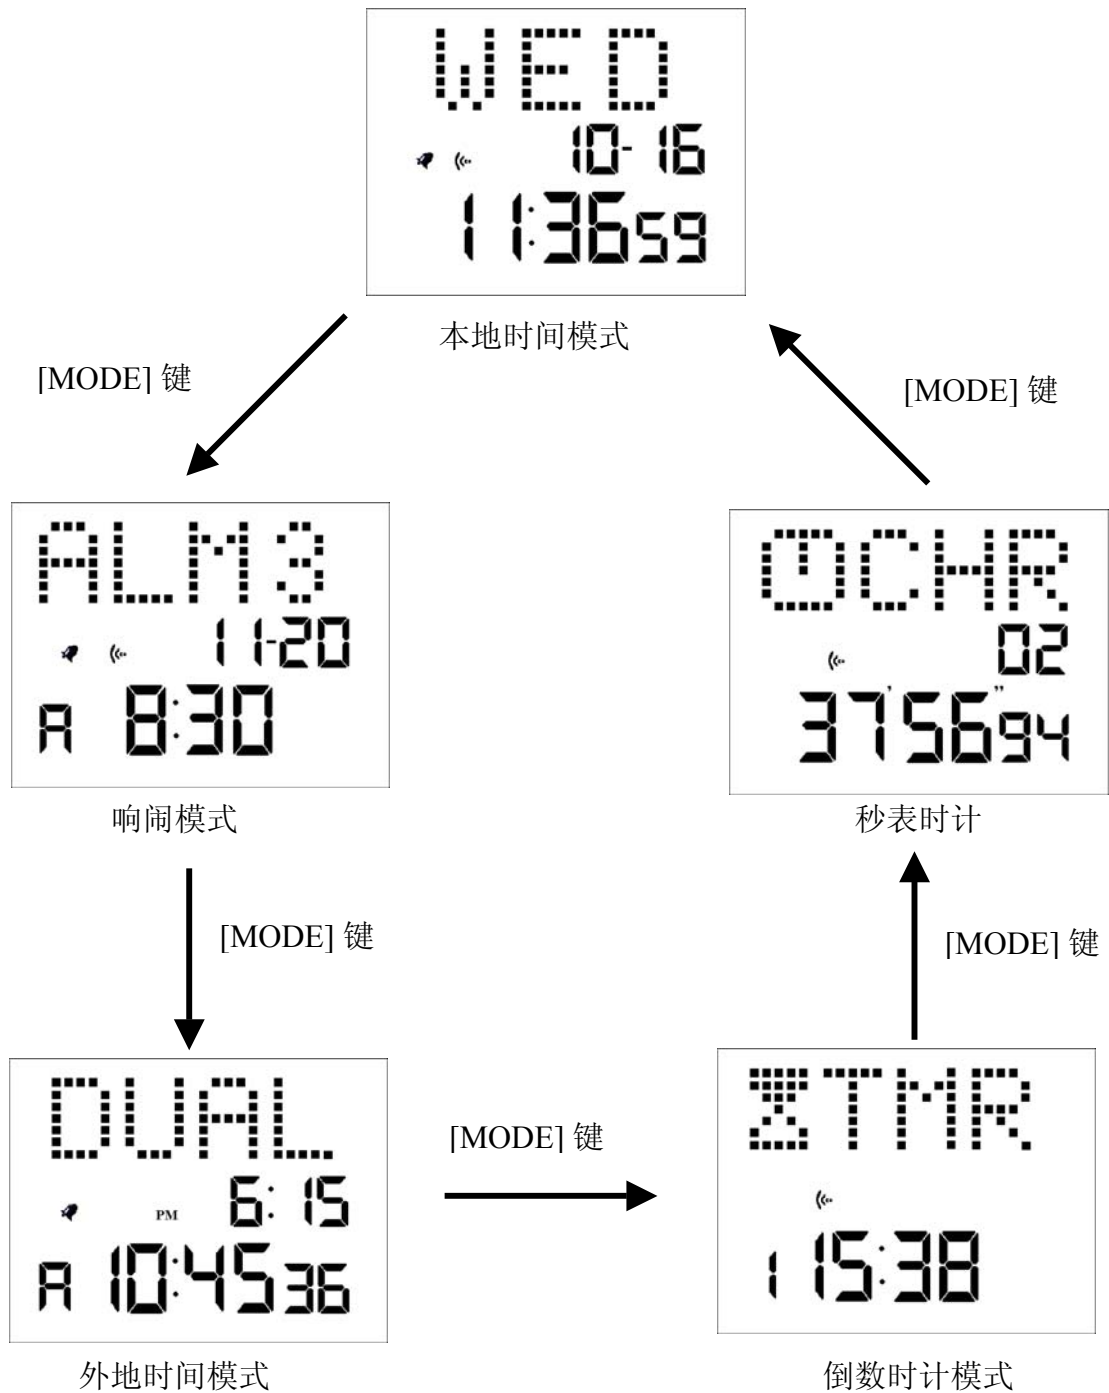 WED
10-16
11:36 59
本地时间模式
[MODE] 键
[MODE] 键
ALM3
11-20
A 8:30
响闹模式
CHR
02
37'56"94
秒表时计
[MODE] 键
[MODE] 键
DUAL
6:15
PM
A 10:45 36
外地时间模式
[MODE] 键
TMR
1 15:38
倒数时计模式